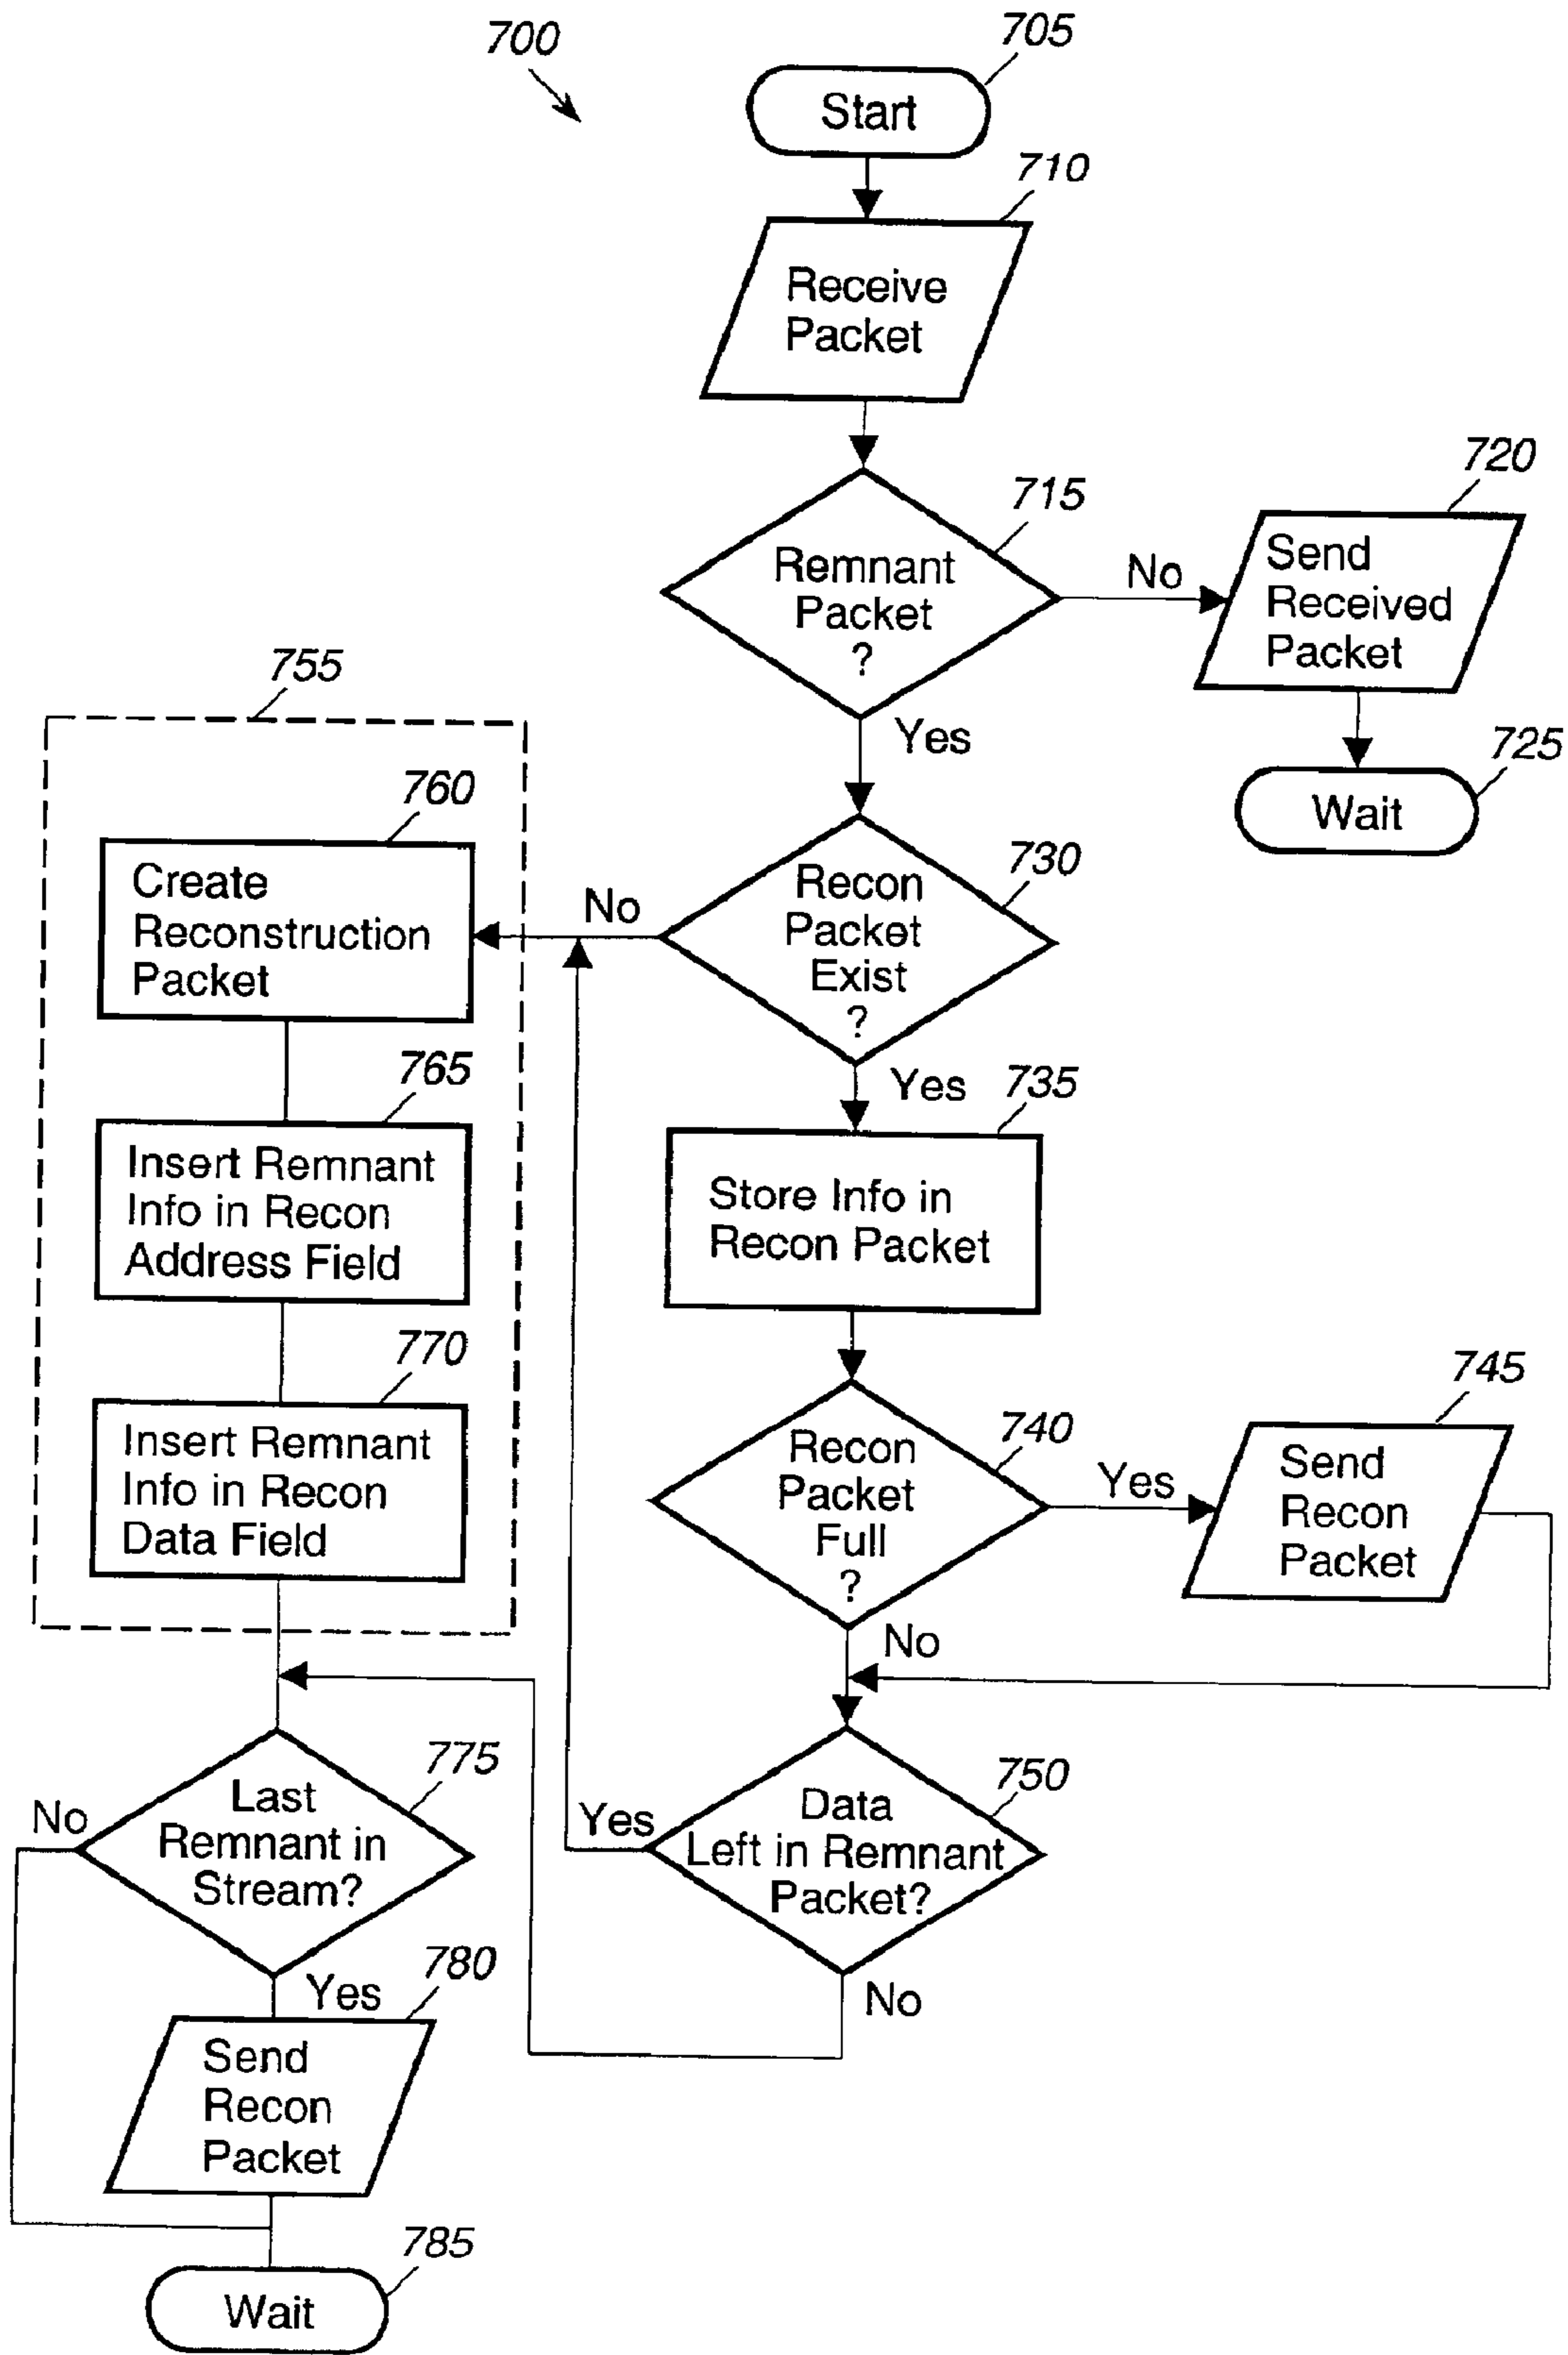 700
705
Start
710
Receive
Packet
715
Remnant
Packet
?
No
Yes
720
Send
Received
Packet
725
Wait
730
Recon
Packet
Exist
?
No
Yes
755
760
Create
Reconstruction
Packet
765
Insert Remnant
Info in Recon
Address Field
770
Insert Remnant
Info in Recon
Data Field
735
Store Info in
Recon Packet
740
Recon
Packet
Full
?
Yes
No
745
Send
Recon
Packet
750
Data
Left in Remnant
Packet?
Yes
No
775
Last
Remnant in
Stream?
No
Yes
780
Send
Recon
Packet
785
Wait